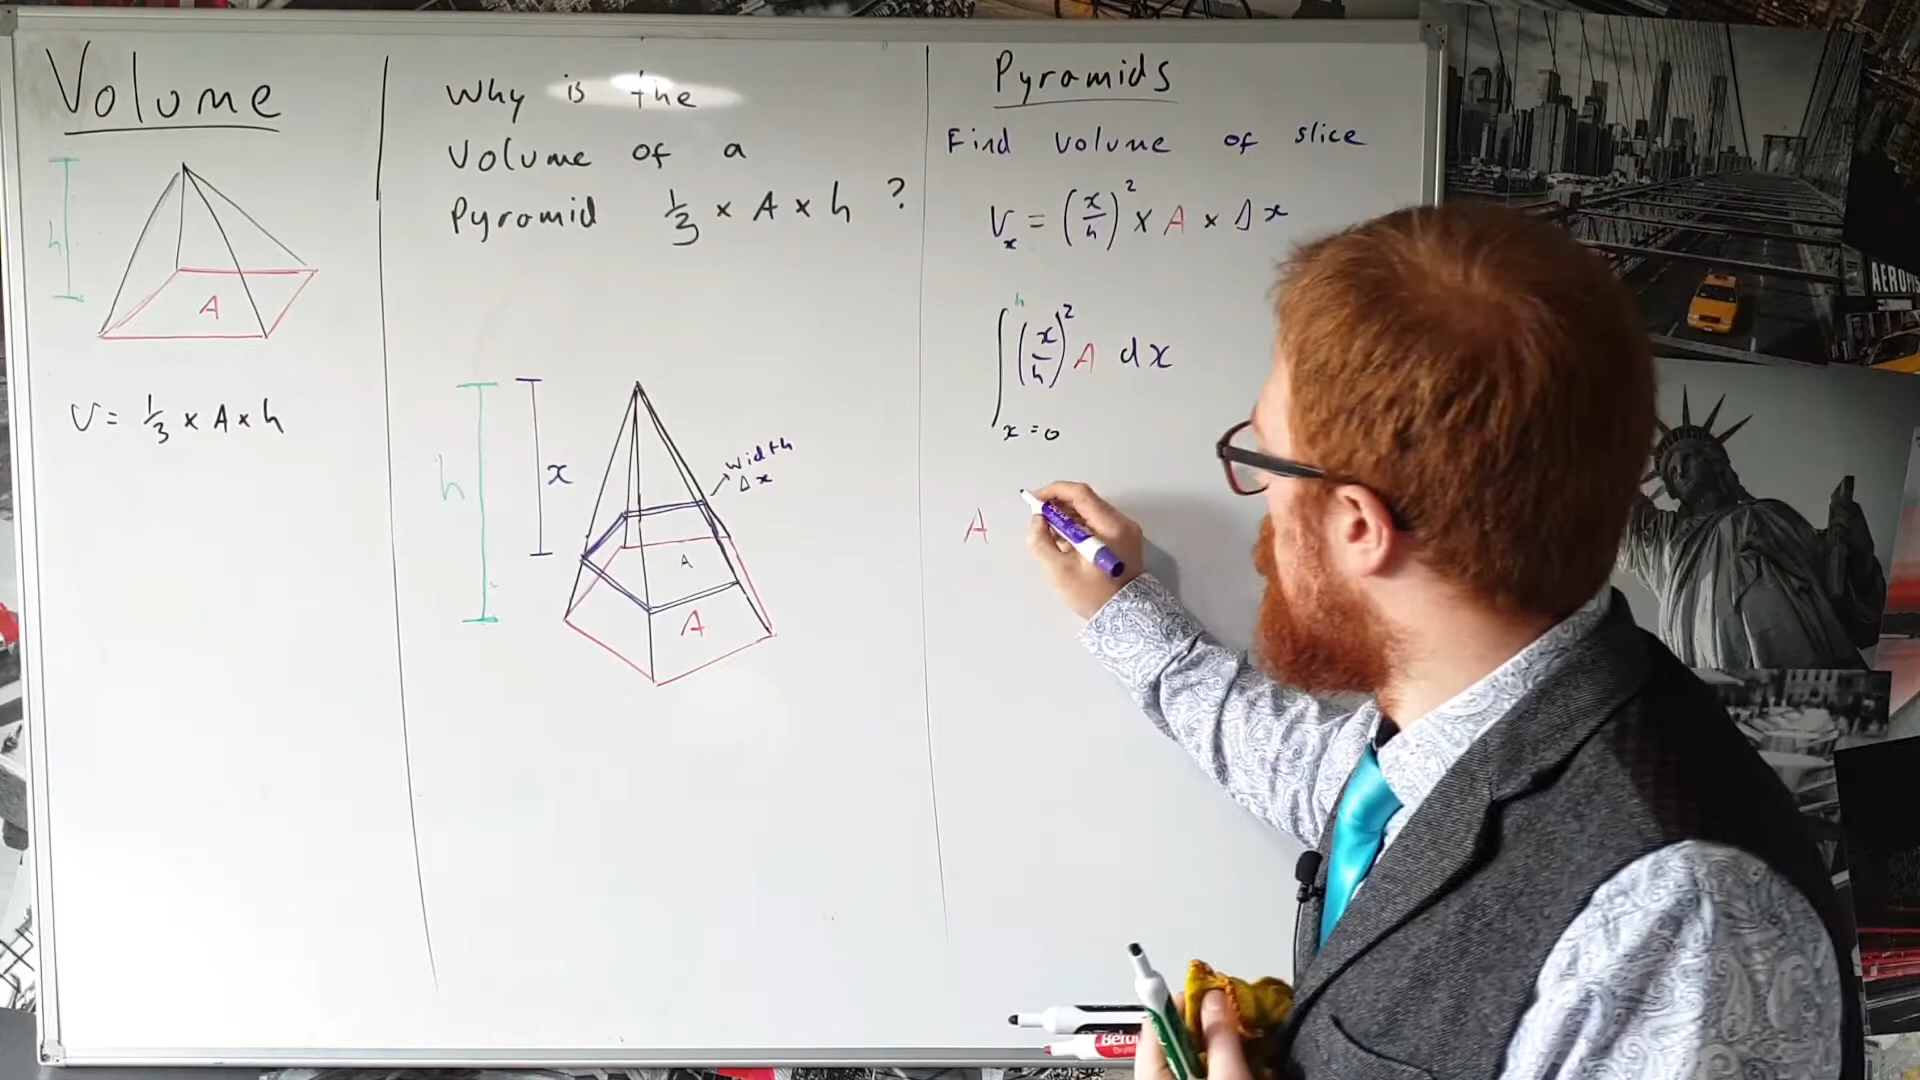 Volume
h
A
V = 1/3 × A × h
Why is the
Volume of a
Pyramid 1/3 × A × h ?
h
x
width
Δx
A
A
Pyramids
Find volume of slice
Vₓ = (x/h)² × A × Δx
h
∫ (x/h)² A dx
x = 0
A
Berol